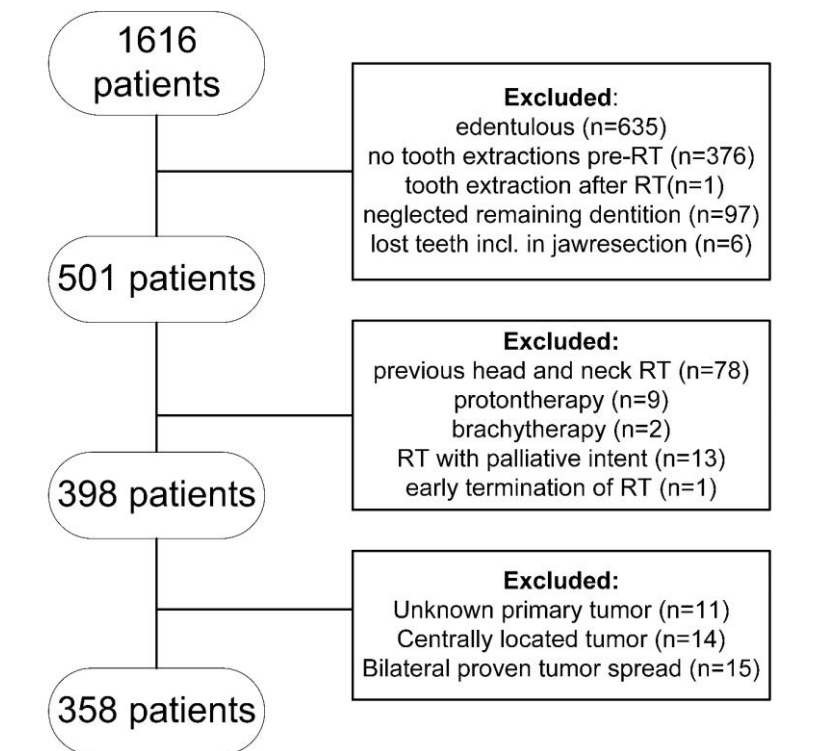 1616
patients
Excluded:
edentulous (n=635)
no tooth extractions pre-RT (n=376)
tooth extraction after RT(n=1)
neglected remaining dentition (n=97)
lost teeth incl. in jawresection (n=6)
501 patients
Excluded:
previous head and neck RT (n=78)
protontherapy (n=9)
brachytherapy (n=2)
RT with palliative intent (n=13)
early termination of RT (n=1)
398 patients
Excluded:
Unknown primary tumor (n=11)
Centrally located tumor (n=14)
Bilateral proven tumor spread (n=15)
358 patients